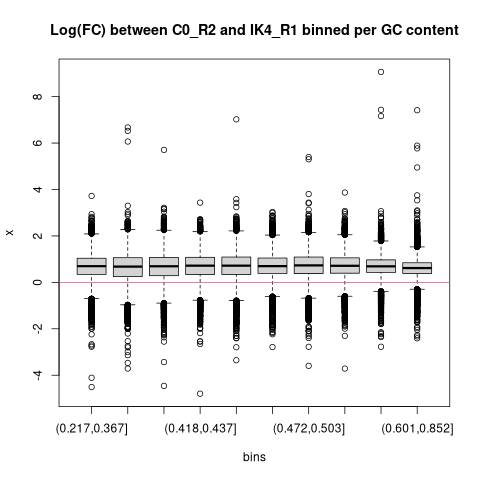 Log(FC) between C0_R2 and IK4_R1 binned per GC content
x
8
6
4
2
0
-2
-4
(0.217,0.367] (0.418,0.437] (0.472,0.503] (0.601,0.852]
bins